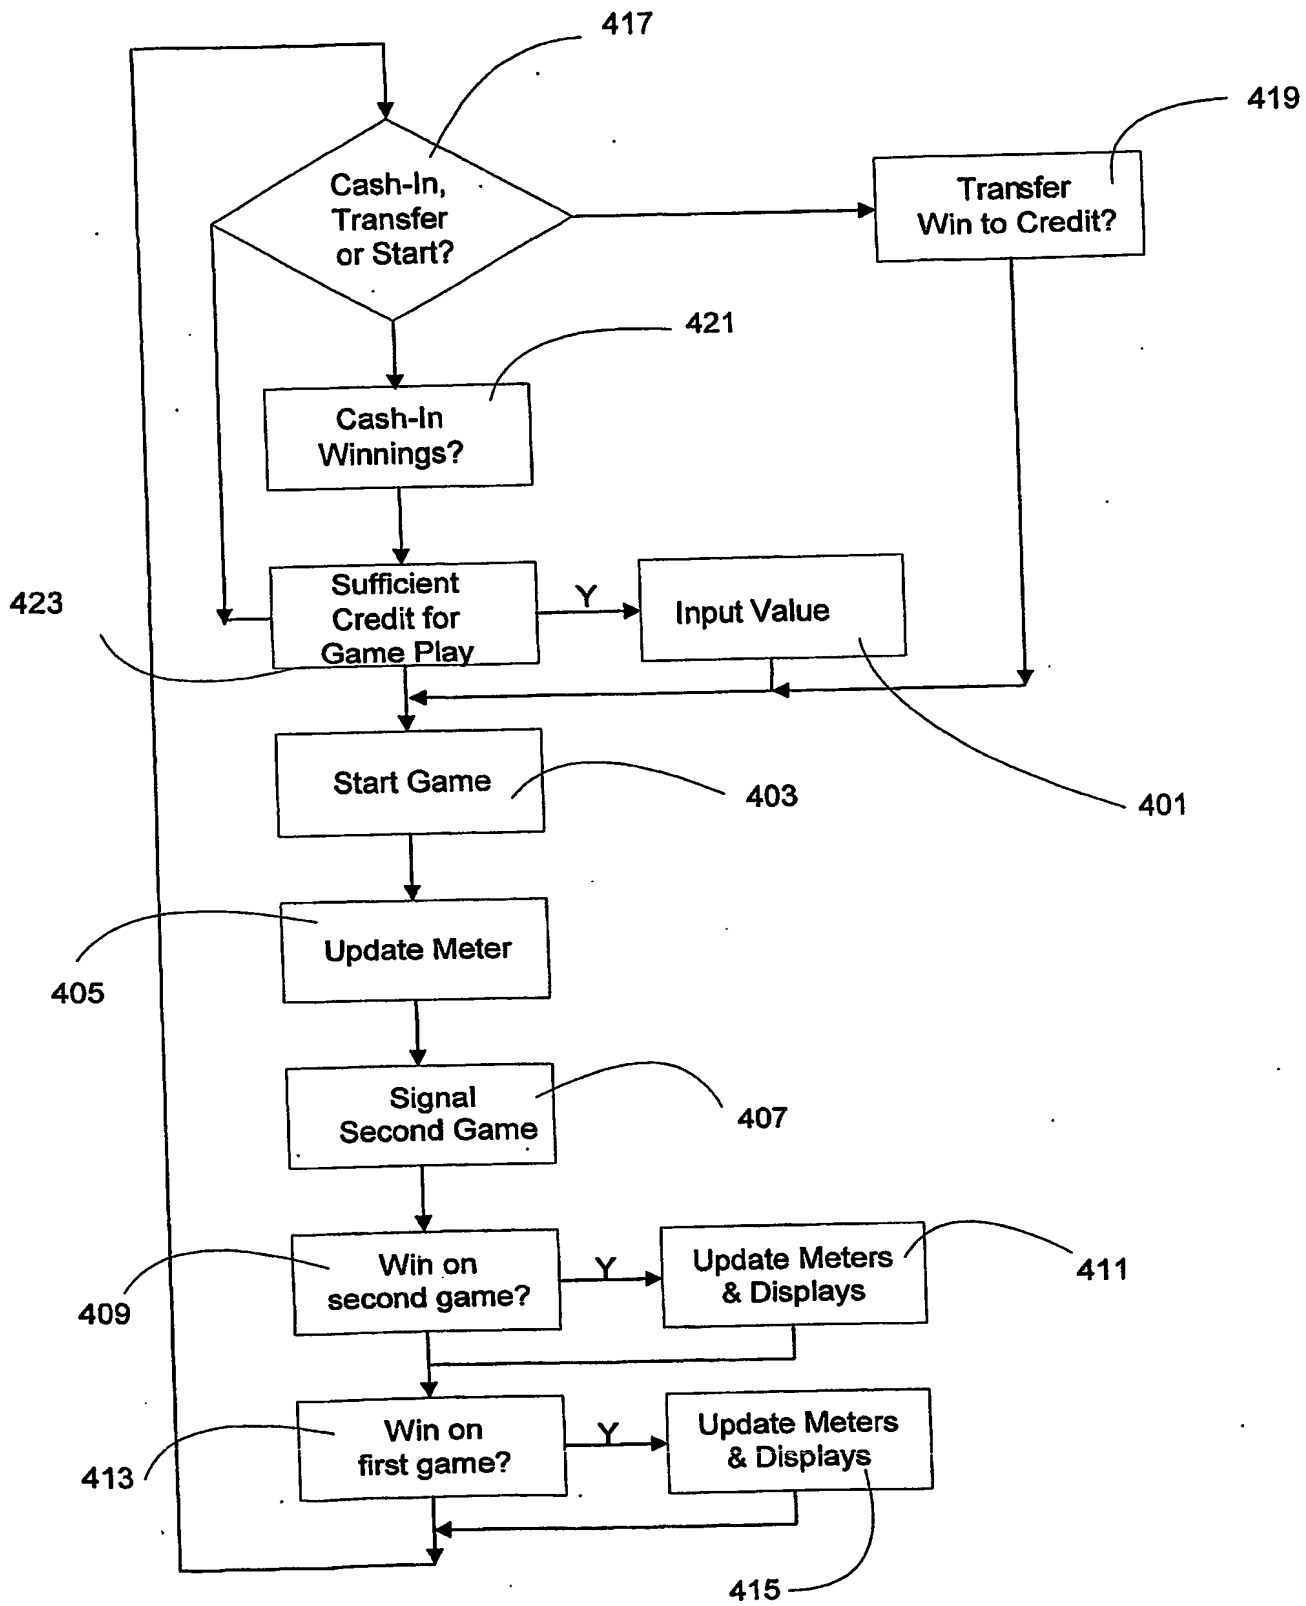 417
419
Cash-In,
Transfer
or Start?
Transfer
Win to Credit?
421
Cash-In
Winnings?
423
Sufficient
Credit for
Game Play
Y
Input Value
Start Game
403
401
Update Meter
405
Signal
Second Game
407
409
Win on
second game?
Y
Update Meters
& Displays
411
413
Win on
first game?
Y
Update Meters
& Displays
415